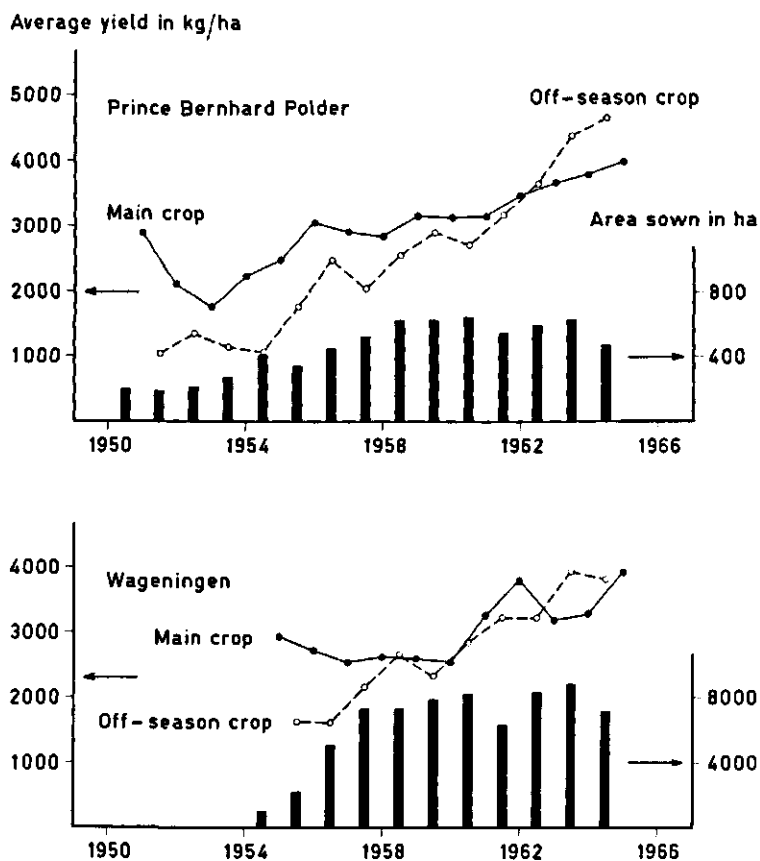 Average yield in kg/ha
5000
Prince Bernhard Polder
Off-season crop
4000
Main crop
3000
Area sown in ha
2000
800
1000
400
1950
1954
1958
1962
1966
4000
Wageningen
Main crop
3000
2000
Off-season crop
8000
1000
4000
1950
1954
1958
1962
1966